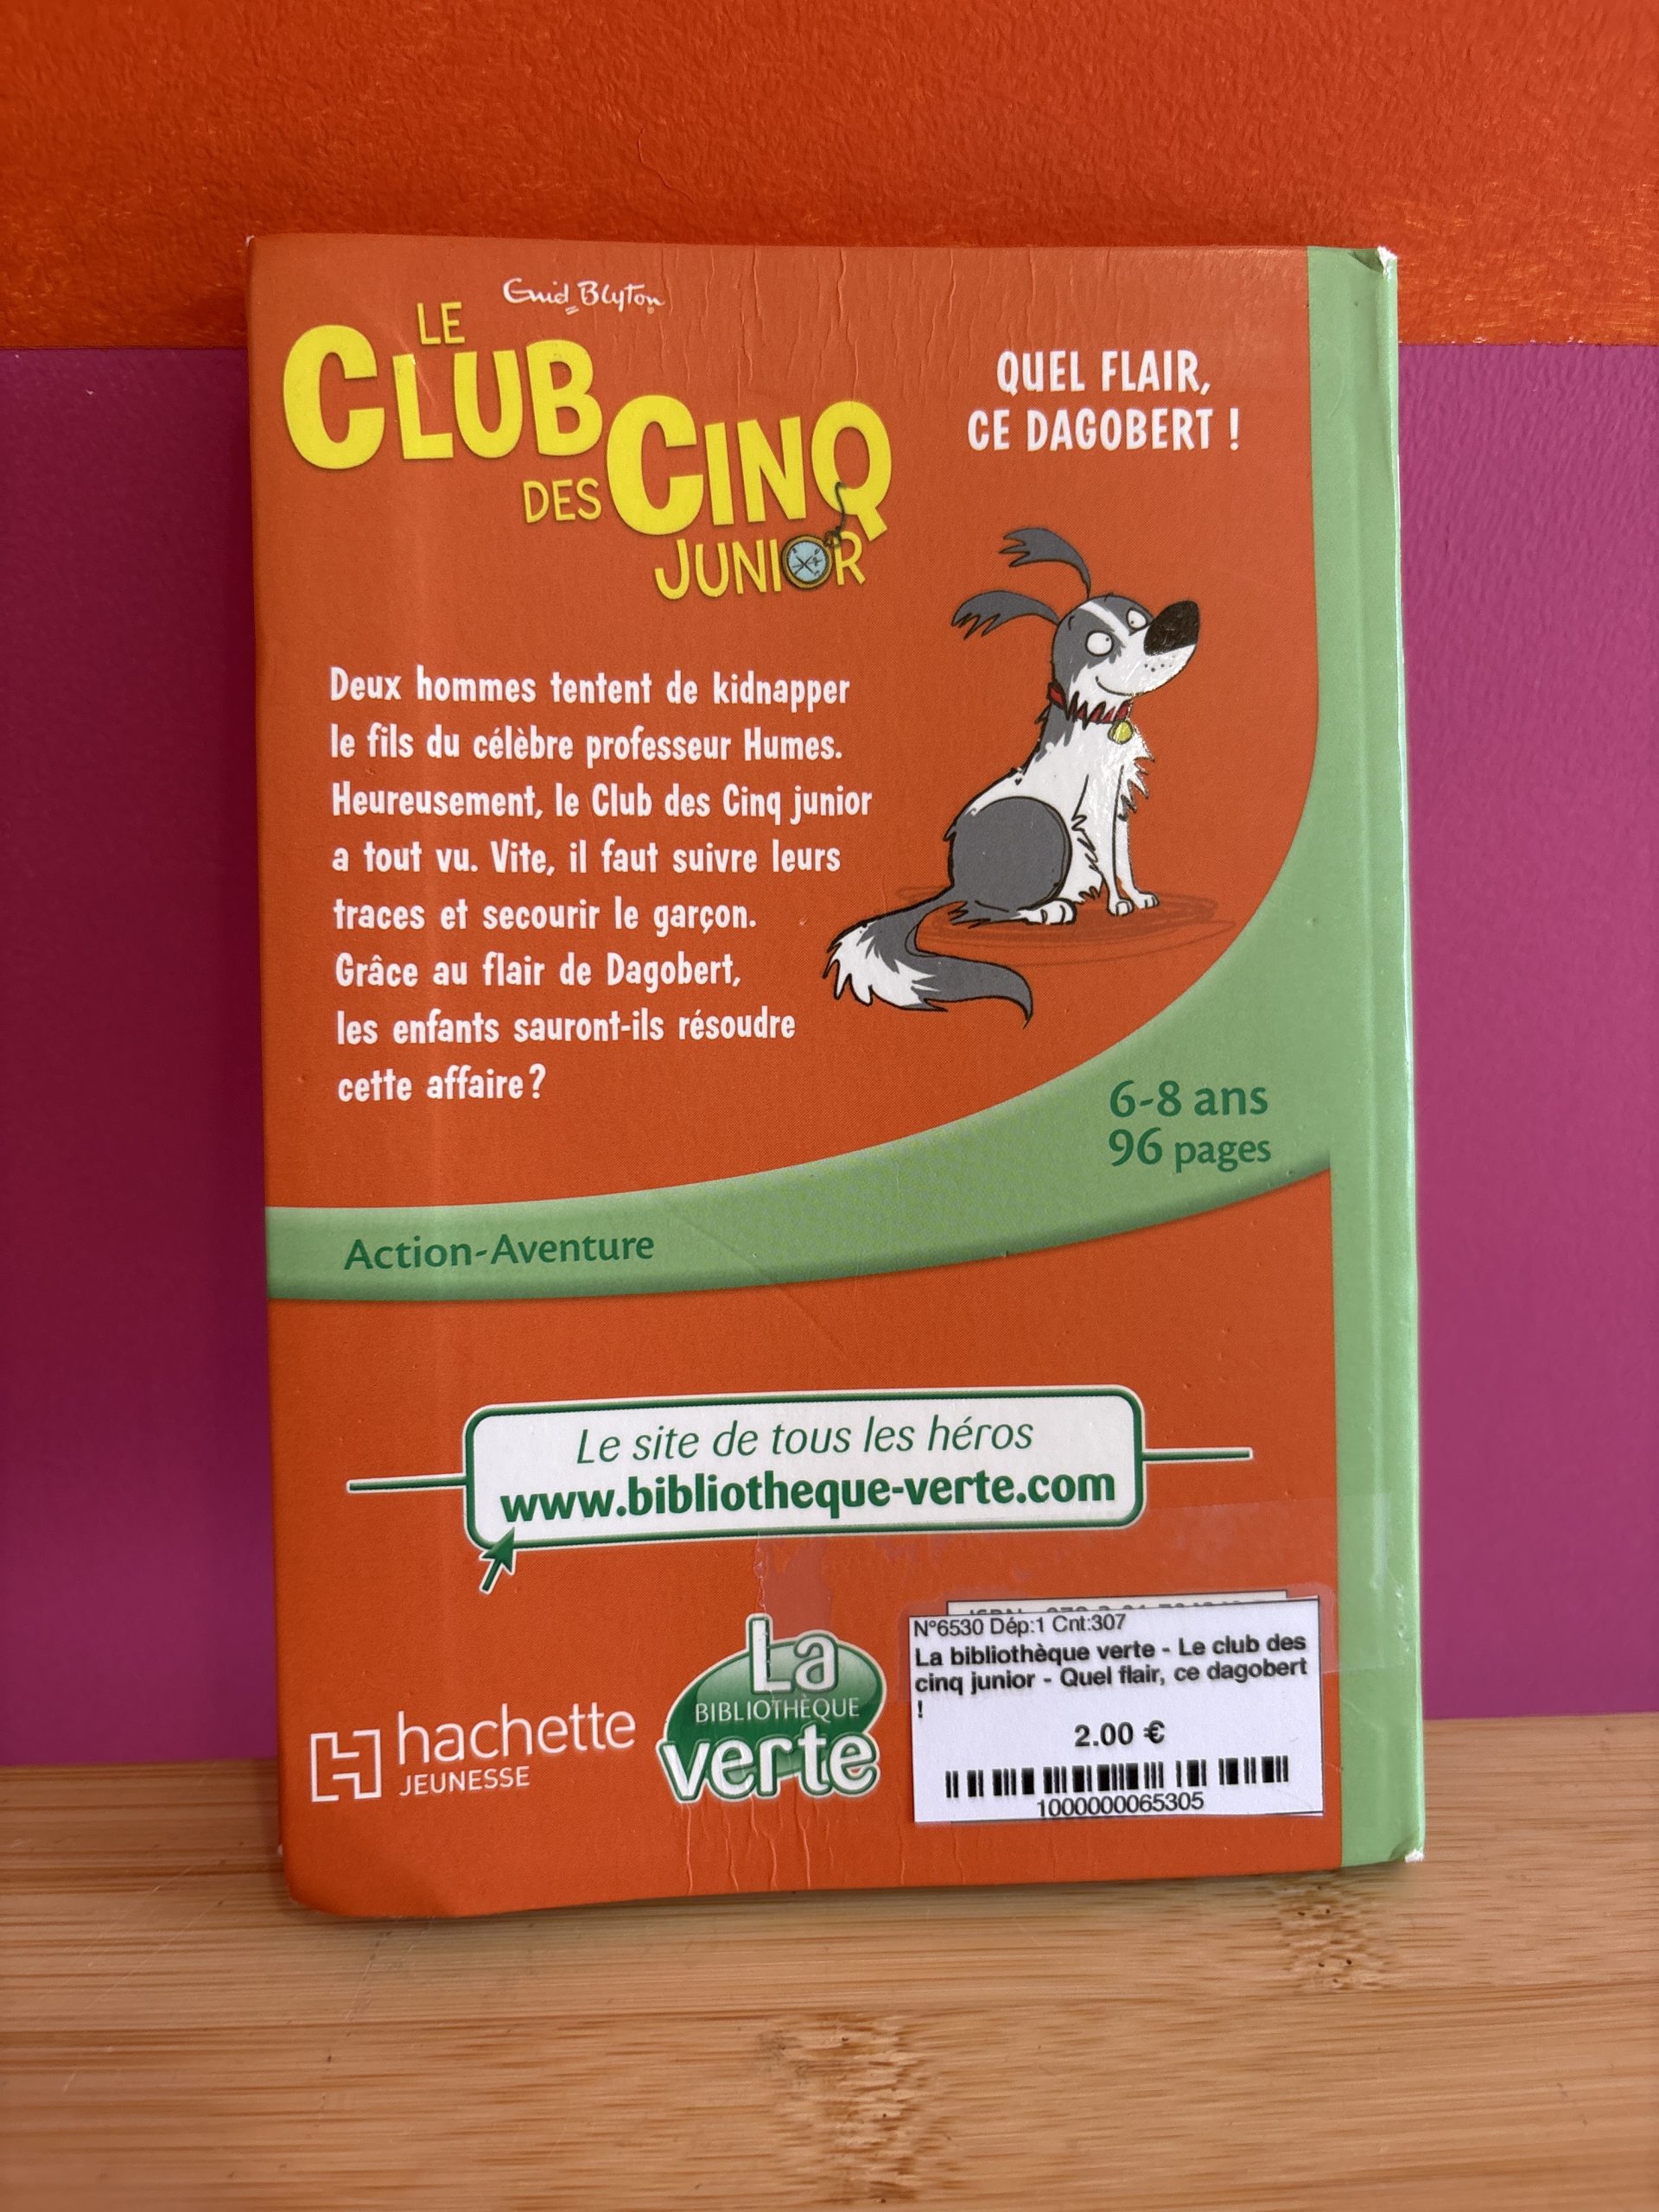 Enid Blyton
LE
CLUB
DES CINQ
JUNIOR
QUEL FLAIR,
CE DAGOBERT !
Deux hommes tentent de kidnapper
le fils du célèbre professeur Humes.
Heureusement, le Club des Cinq junior
a tout vu. Vite, il faut suivre leurs
traces et secourir le garçon.
Grâce au flair de Dagobert,
les enfants sauront-ils résoudre
cette affaire ?
6-8 ans
96 pages
Action-Aventure
Le site de tous les héros
www.bibliotheque-verte.com
hachette
JEUNESSE
La
BIBLIOTHÈQUE
verte
N°6530 Dép:1 Cnt:307
La bibliothèque verte - Le club des
cinq junior - Quel flair, ce dagobert
!
2.00 €
1000000065305